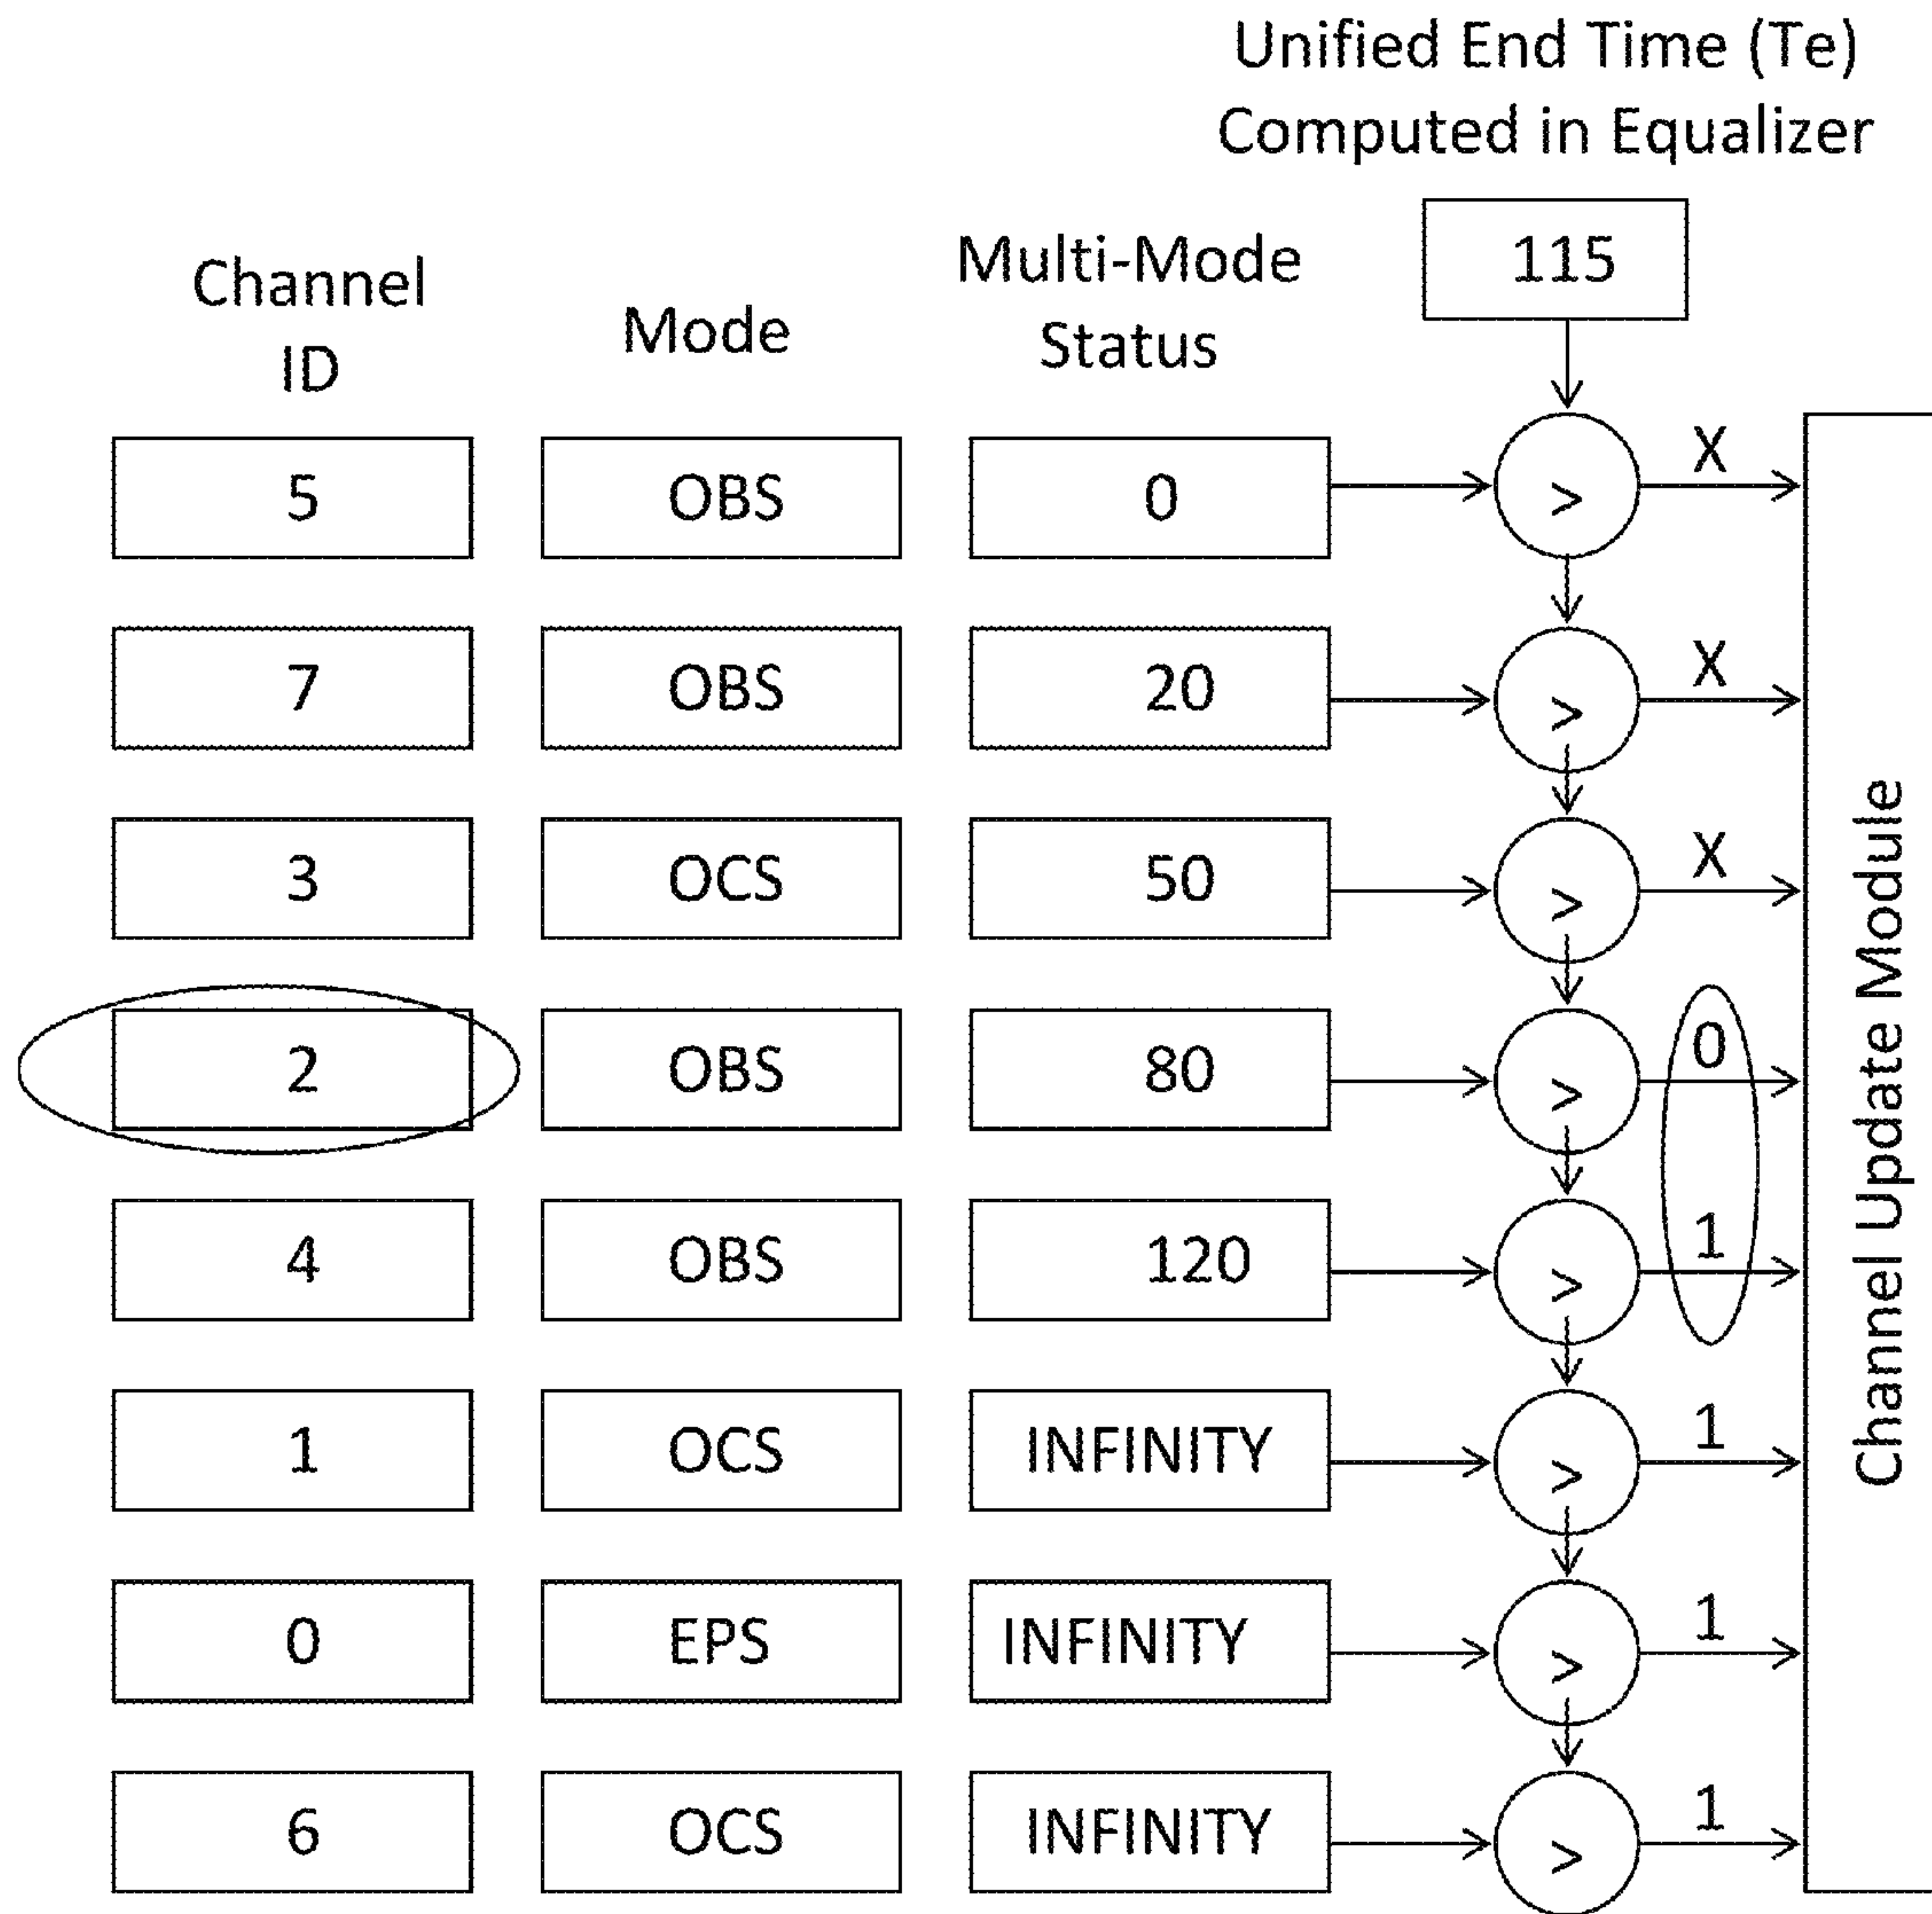 Unified End Time (Te)
Computed in Equalizer
115
Channel
ID
Mode
Multi-Mode
Status
5 OBS 0 > X
7 OBS 20 > X
3 OCS 50 > X
2 OBS 80 > 0
4 OBS 120 > 1
1 OCS INFINITY > 1
0 EPS INFINITY > 1
6 OCS INFINITY > 1
Channel Update Module